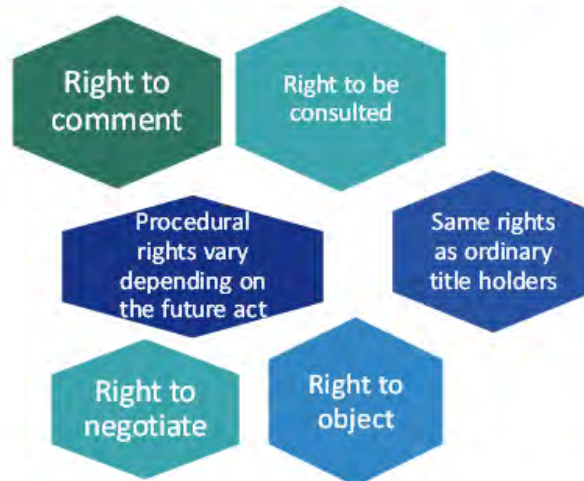 Right to
comment
Right to be
consulted
Procedural
rights vary
depending on
the future act
Same rights
as ordinary
title holders
Right to
negotiate
Right to
object